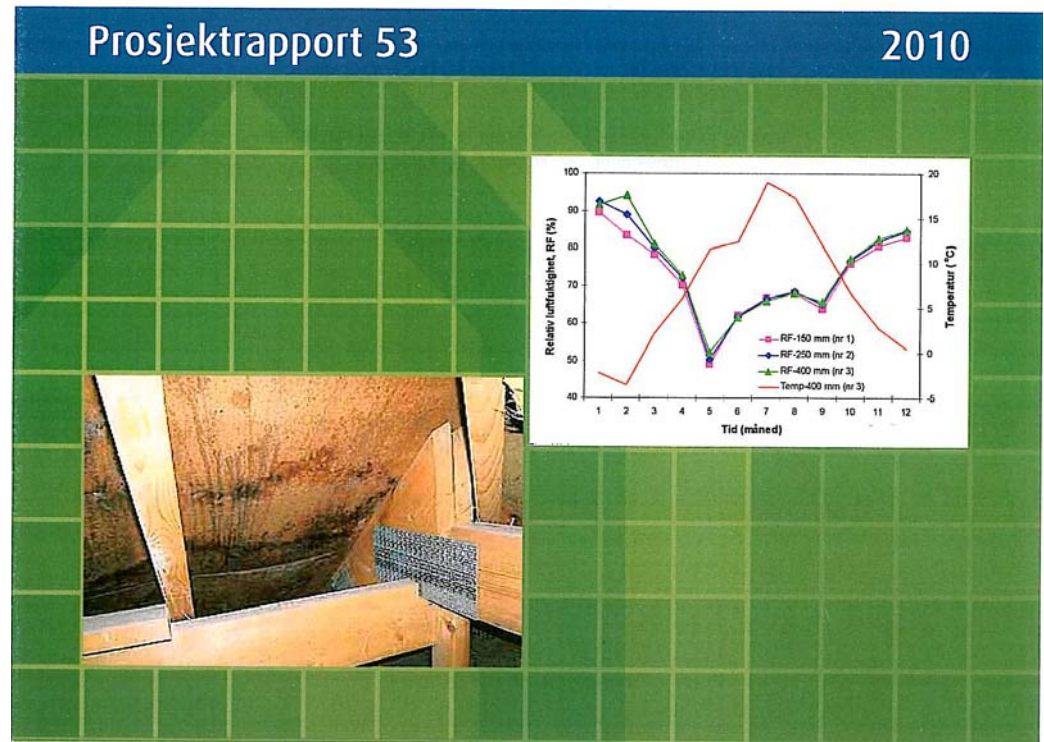 Prosjektrapport 53 2010
100
90
80
70
60
50
40
Relativ luftfuktighet, RF (%)
20
15
10
5
0
-5
Temperatur (°C)
RF-150 mm (nr 1)
RF-250 mm (nr 2)
RF-400 mm (nr 3)
Temp-400 mm (nr 3)
1 2 3 4 5 6 7 8 9 10 11 12
Tid (måned)